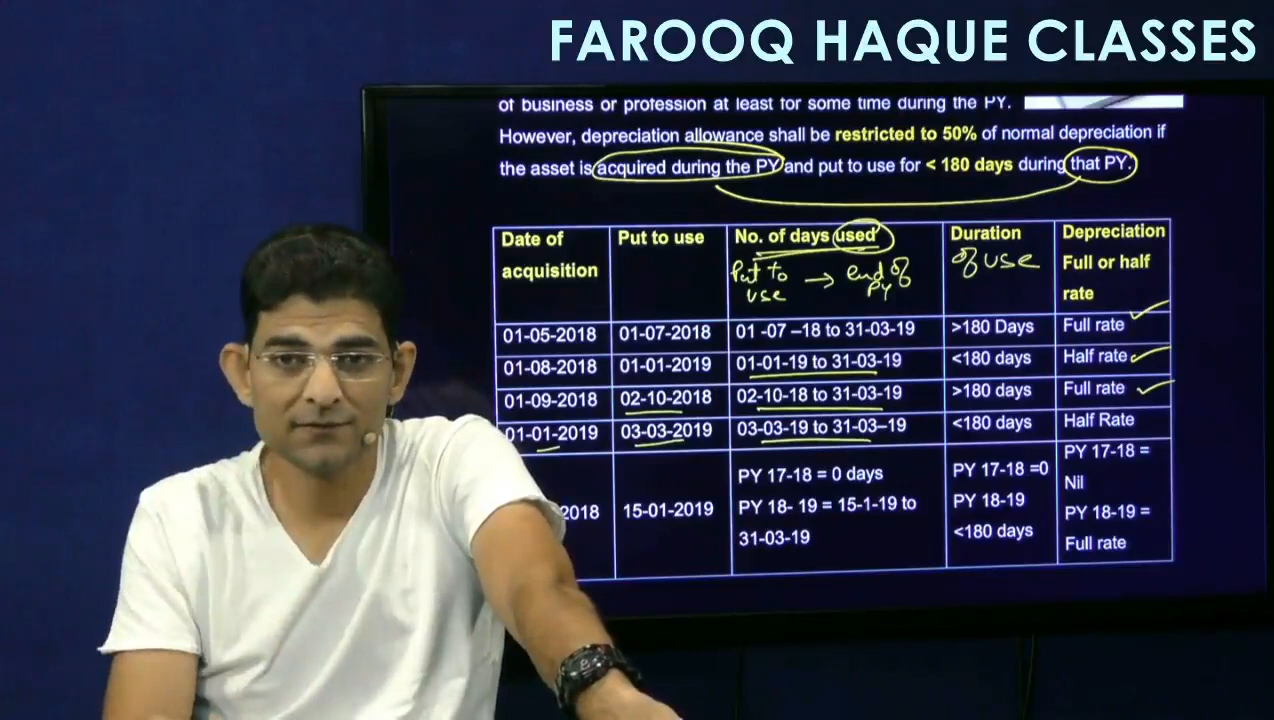 FAROOQ HAQUE CLASSES
of business or profession at least for some time during the PY.
However, depreciation allowance shall be restricted to 50% of normal depreciation if
the asset is acquired during the PY and put to use for < 180 days during that PY.
Date of acquisition Put to use No. of days used Duration Depreciation Full or half rate
Put to use → end of PY of use
01-05-2018 01-07-2018 01 -07 –18 to 31-03-19 >180 Days Full rate
01-08-2018 01-01-2019 01-01-19 to 31-03-19 <180 days Half rate
01-09-2018 02-10-2018 02-10-18 to 31-03-19 >180 days Full rate
01-01-2019 03-03-2019 03-03-19 to 31-03–19 <180 days Half Rate
2018 15-01-2019 PY 17-18 = 0 days PY 18- 19 = 15-1-19 to 31-03-19 PY 17-18 =0 PY 18-19 <180 days PY 17-18 = Nil PY 18-19 = Full rate